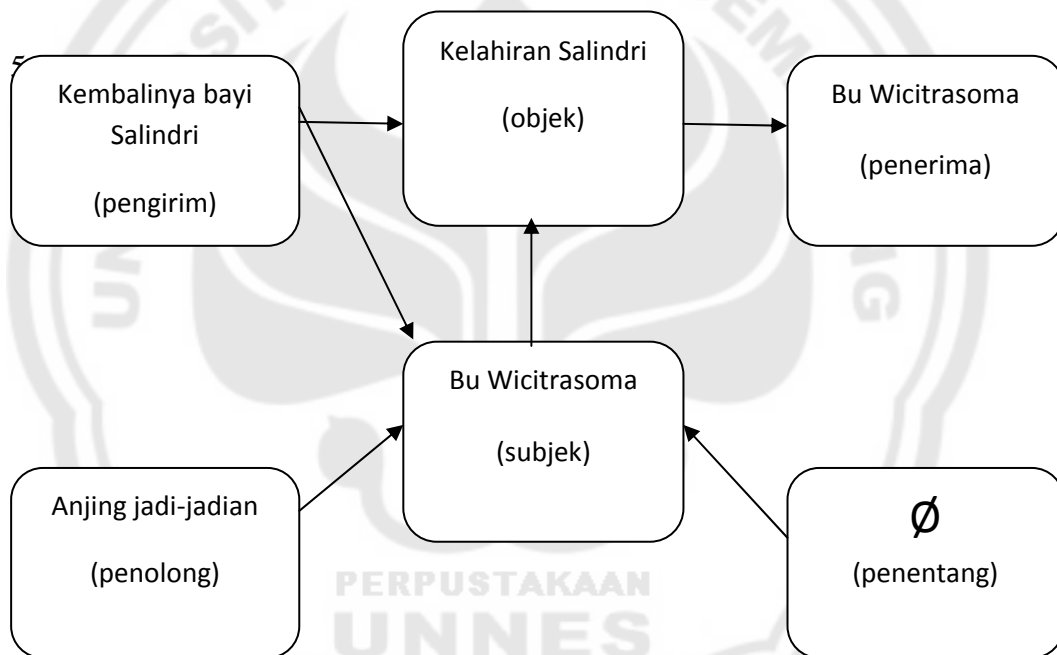 Kembalinya bayi
Salindri
(pengirim)
Kelahiran Salindri
(objek)
Bu Wicitrasoma
(penerima)
Bu Wicitrasoma
(subjek)
Anjing jadi-jadian
(penolong)
Ø
(penentang)
PERPUSTAKAAN
UNNES